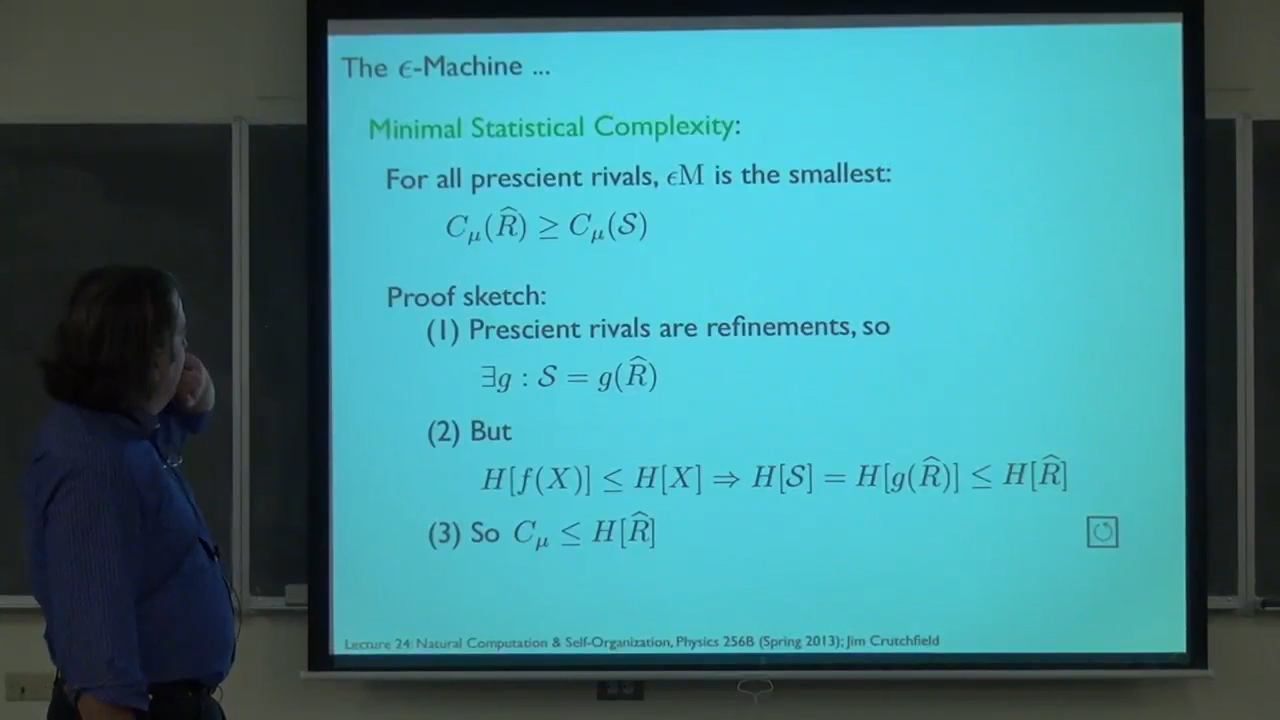 The ϵ-Machine ...
Minimal Statistical Complexity:
For all prescient rivals, ϵM is the smallest:
C_μ(R̂) ≥ C_μ(𝒮)
Proof sketch:
(1) Prescient rivals are refinements, so
∃g : 𝒮 = g(R̂)
(2) But
H[f(X)] ≤ H[X] ⇒ H[𝒮] = H[g(R̂)] ≤ H[R̂]
(3) So C_μ ≤ H[R̂]
Lecture 24: Natural Computation & Self-Organization, Physics 256B (Spring 2013); Jim Crutchfield